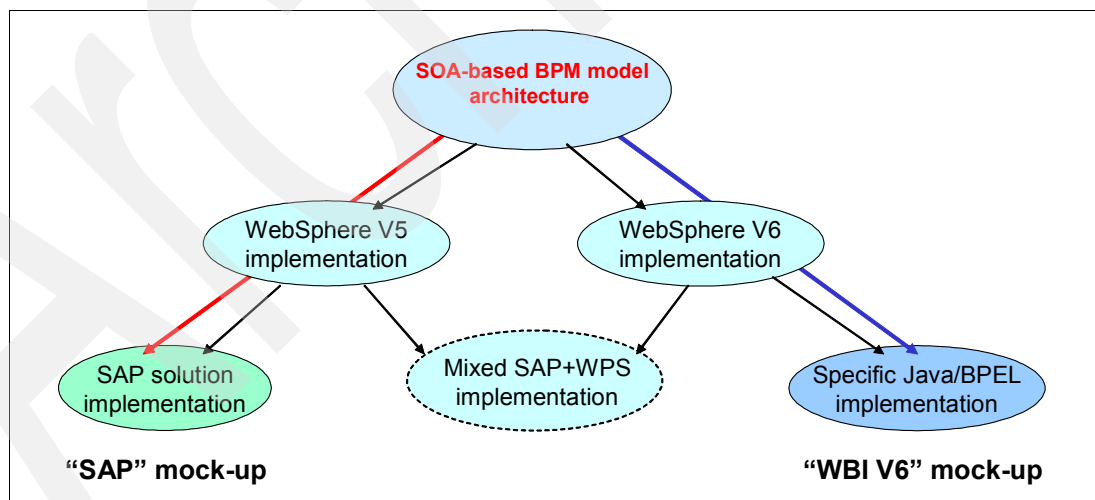 SOA-based BPM model
architecture
WebSphere V5
implementation
WebSphere V6
implementation
SAP solution
implementation
Mixed SAP+WPS
implementation
Specific Java/BPEL
implementation
“SAP” mock-up
“WBI V6” mock-up